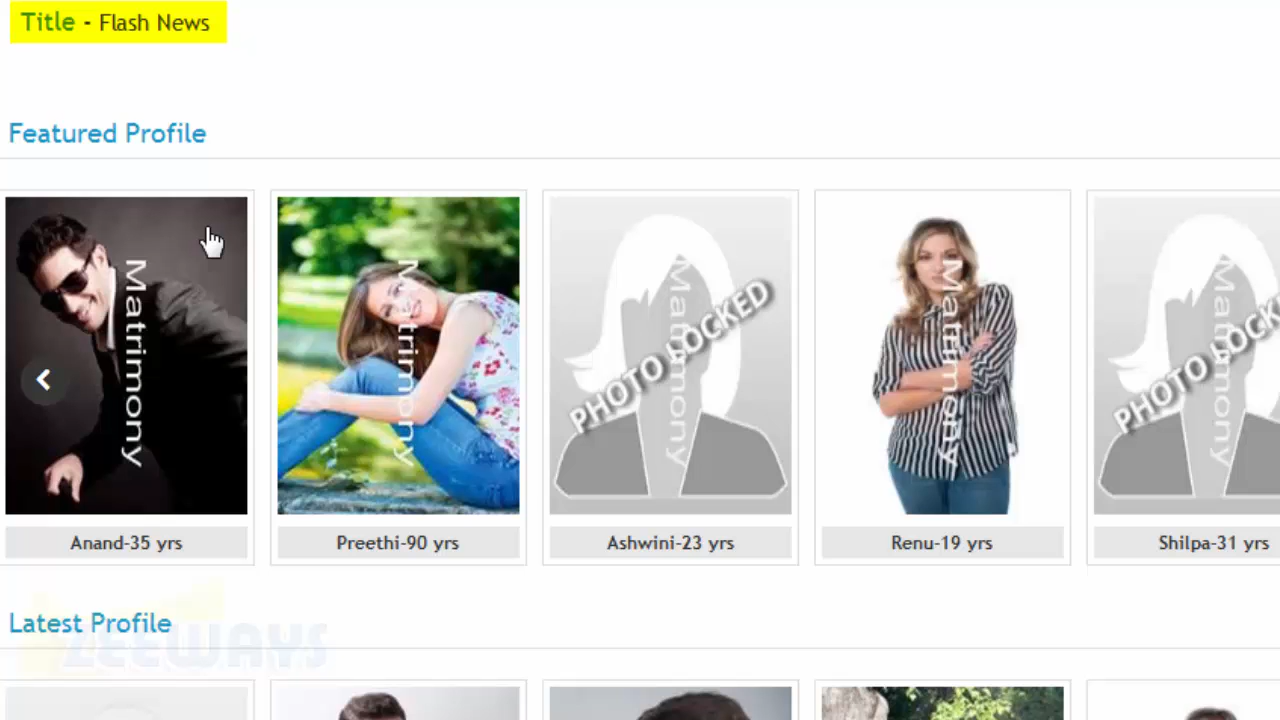 Title - Flash News
Featured Profile
Matrimony
Matrimony
Matrimony
PHOTO LOCKED
Matrimony
Matrimony
PHOTO LOCK
Anand-35 yrs
Preethi-90 yrs
Ashwini-23 yrs
Renu-19 yrs
Shilpa-31 yrs
Latest Profile
ZEEWAYS